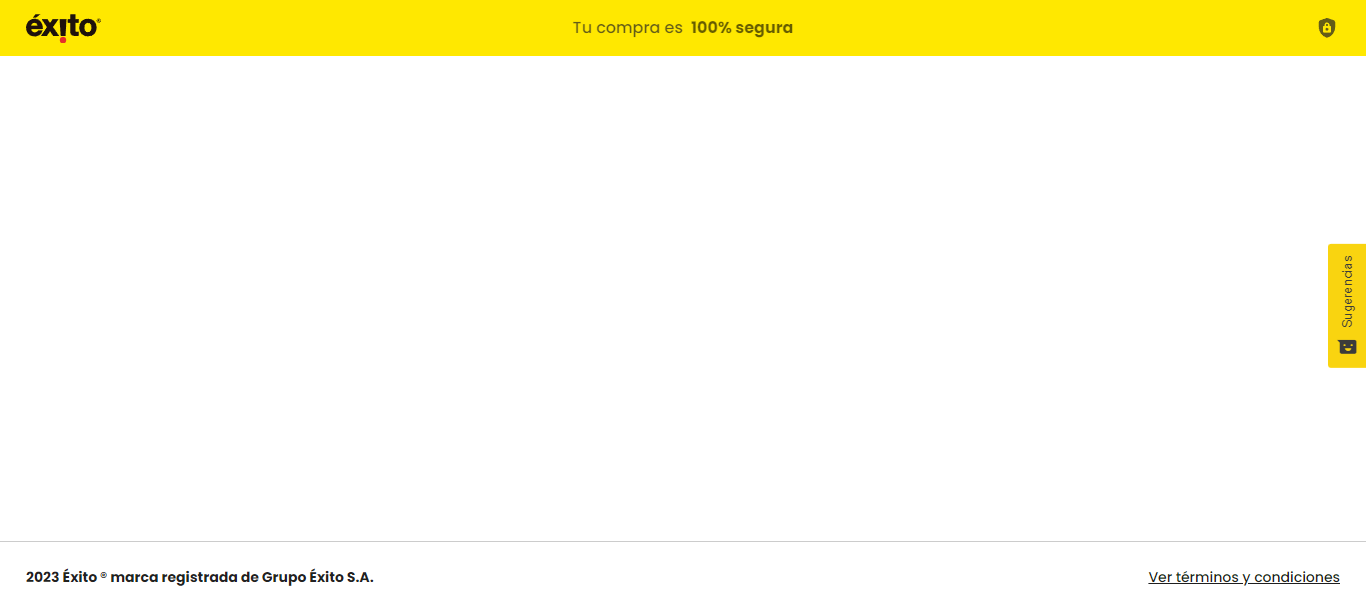 éxito®
Tu compra es 100% segura
Sugerencias
2023 Éxito ® marca registrada de Grupo Éxito S.A.
Ver términos y condiciones